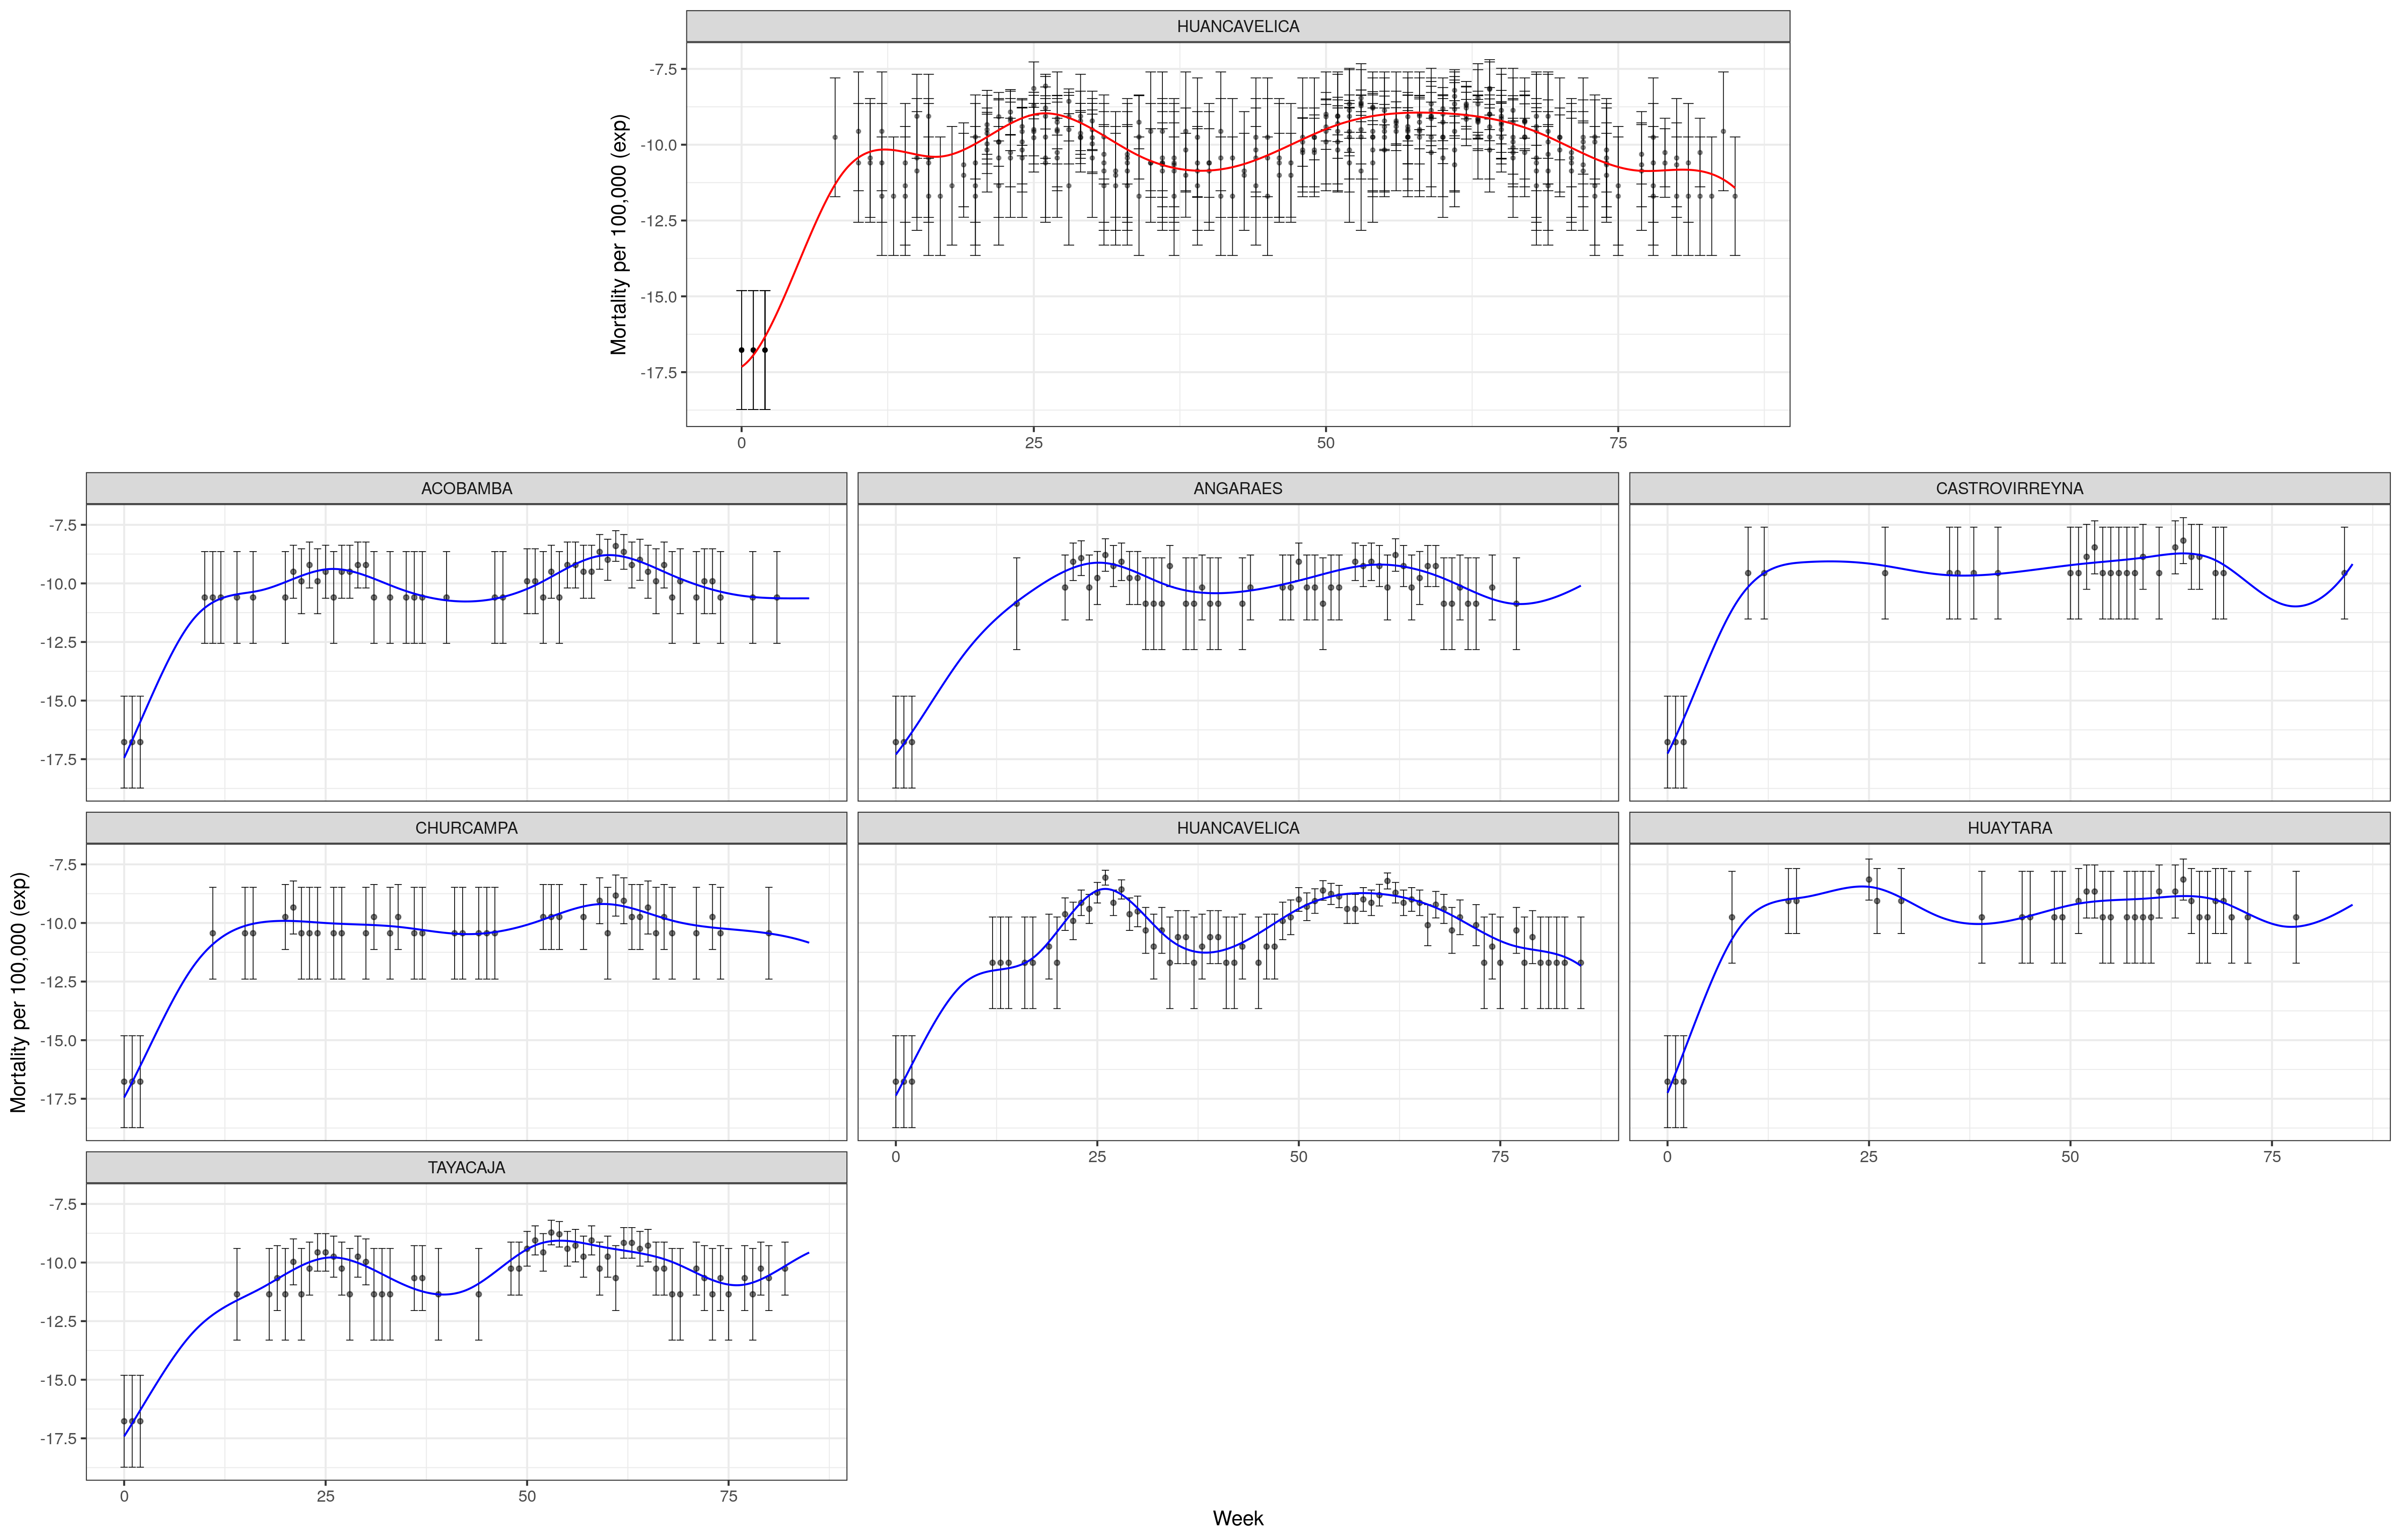 HUANCAVELICA
Mortality per 100,000 (exp)
-7.5
-10.0
-12.5
-15.0
-17.5
0 25 50 75
ACOBAMBA ANGARAES CASTROVIRREYNA
-7.5
-10.0
-12.5
-15.0
-17.5
CHURCAMPA HUANCAVELICA HUAYTARA
Mortality per 100,000 (exp)
-7.5
-10.0
-12.5
-15.0
-17.5
0 25 50 75 0 25 50 75
TAYACAJA
-7.5
-10.0
-12.5
-15.0
-17.5
0 25 50 75
Week